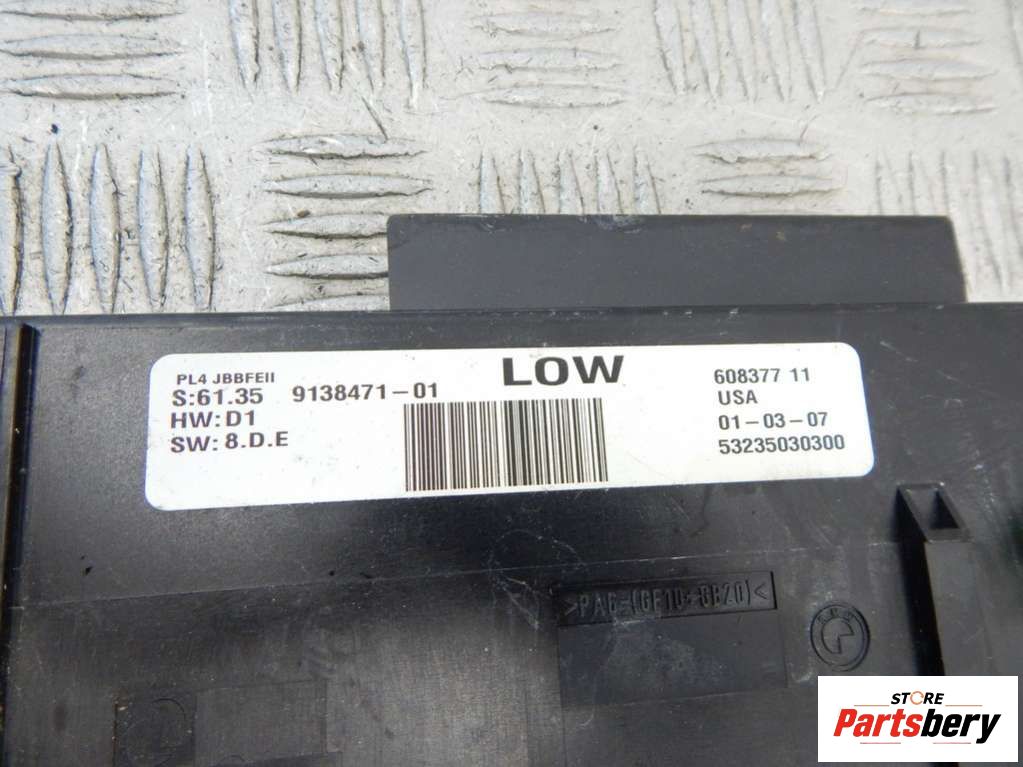 PL4 JBBFEII
S:61.35 9138471-01
HW:D1
SW: 8.D.E
LOW
608377 11
USA
01-03-07
53235030300
>PA6-(GF10-GB20)<
STORE
Partsbery